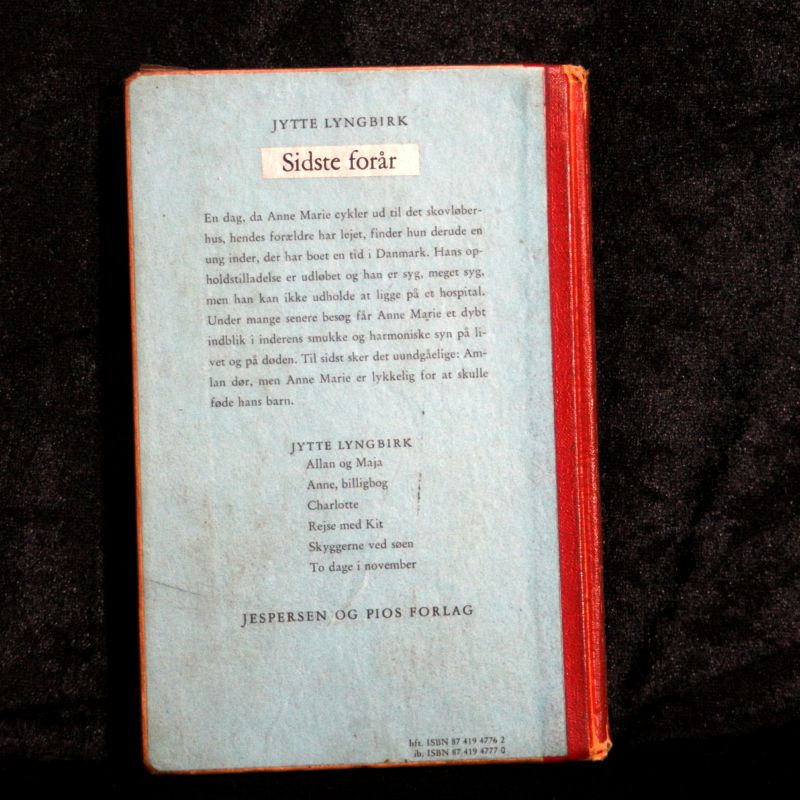 JYTTE LYNGBIRK
Sidste forår
En dag, da Anne Marie cykler ud til det skovløber-
hus, hendes forældre har lejet, finder hun derude en
ung inder, der har boet en tid i Danmark. Hans op-
holdstilladelse er udløbet og han er syg, meget syg,
men han kan ikke udholde at ligge på et hospital.
Under mange senere besøg får Anne Marie et dybt
indblik i inderens smukke og harmoniske syn på li-
vet og på døden. Til sidst sker det uundgåelige: Am-
lan dør, men Anne Marie er lykkelig for at skulle
føde hans barn.
JYTTE LYNGBIRK
Allan og Maja
Anne, billigbog
Charlotte
Rejse med Kit
Skyggerne ved søen
To dage i november
JESPERSEN OG PIOS FORLAG
hft. ISBN 87 419 4776 2
ib. ISBN 87 419 4777 0